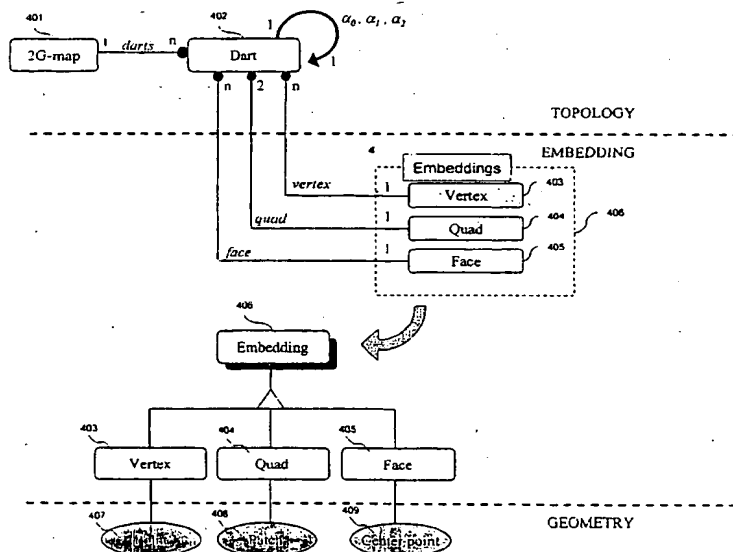 401
2G-map
1
darts
n
402
Dart
1
α₀, α₁, α₂
1
n
2
n
TOPOLOGY
EMBEDDING
4
Embeddings
vertex
1
Vertex
403
quad
1
Quad
404
406
face
1
Face
405
406
Embedding
403
Vertex
404
Quad
405
Face
GEOMETRY
407
408
409
Center point